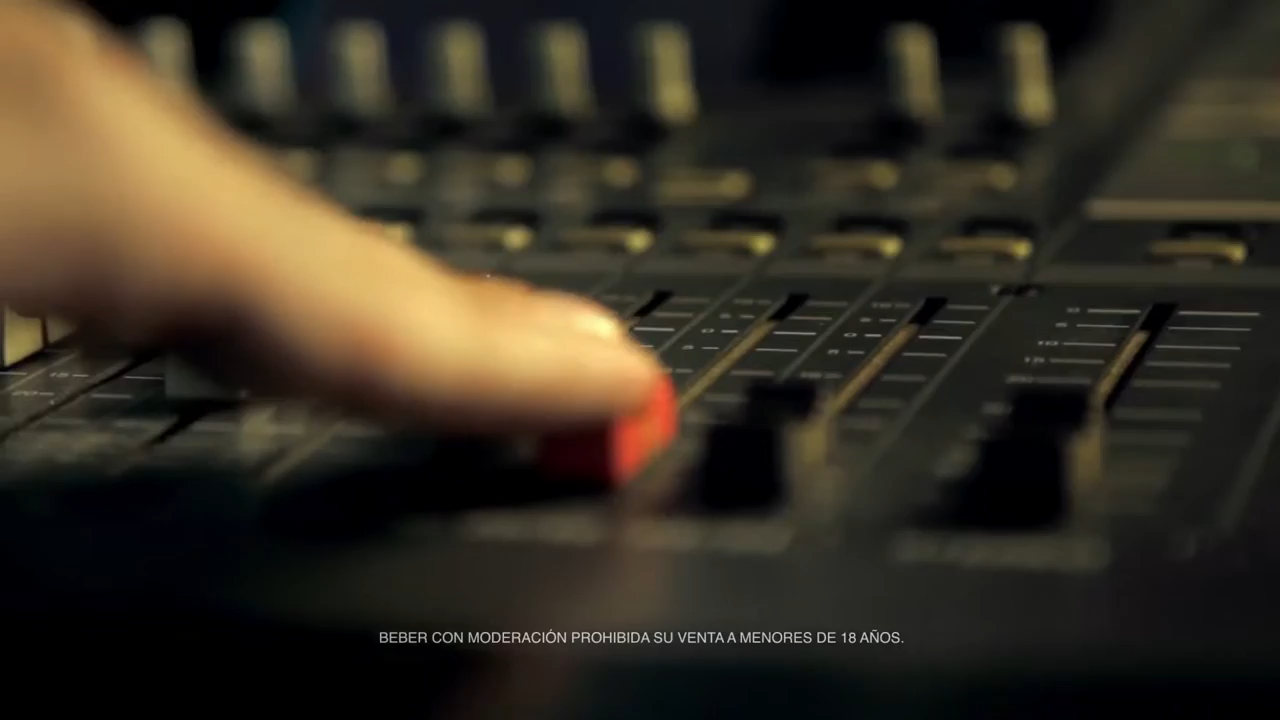 BEBER CON MODERACIÓN PROHIBIDA SU VENTA A MENORES DE 18 AÑOS.